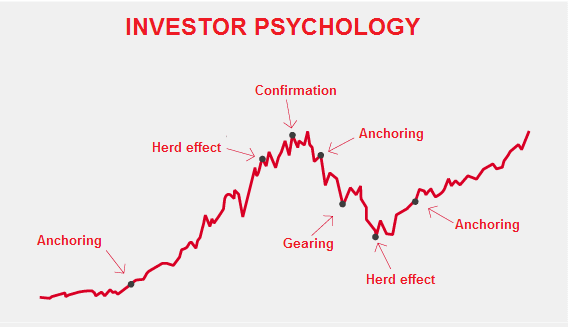 INVESTOR PSYCHOLOGY
Confirmation
Anchoring
Herd effect
Anchoring
Gearing
Anchoring
Herd effect